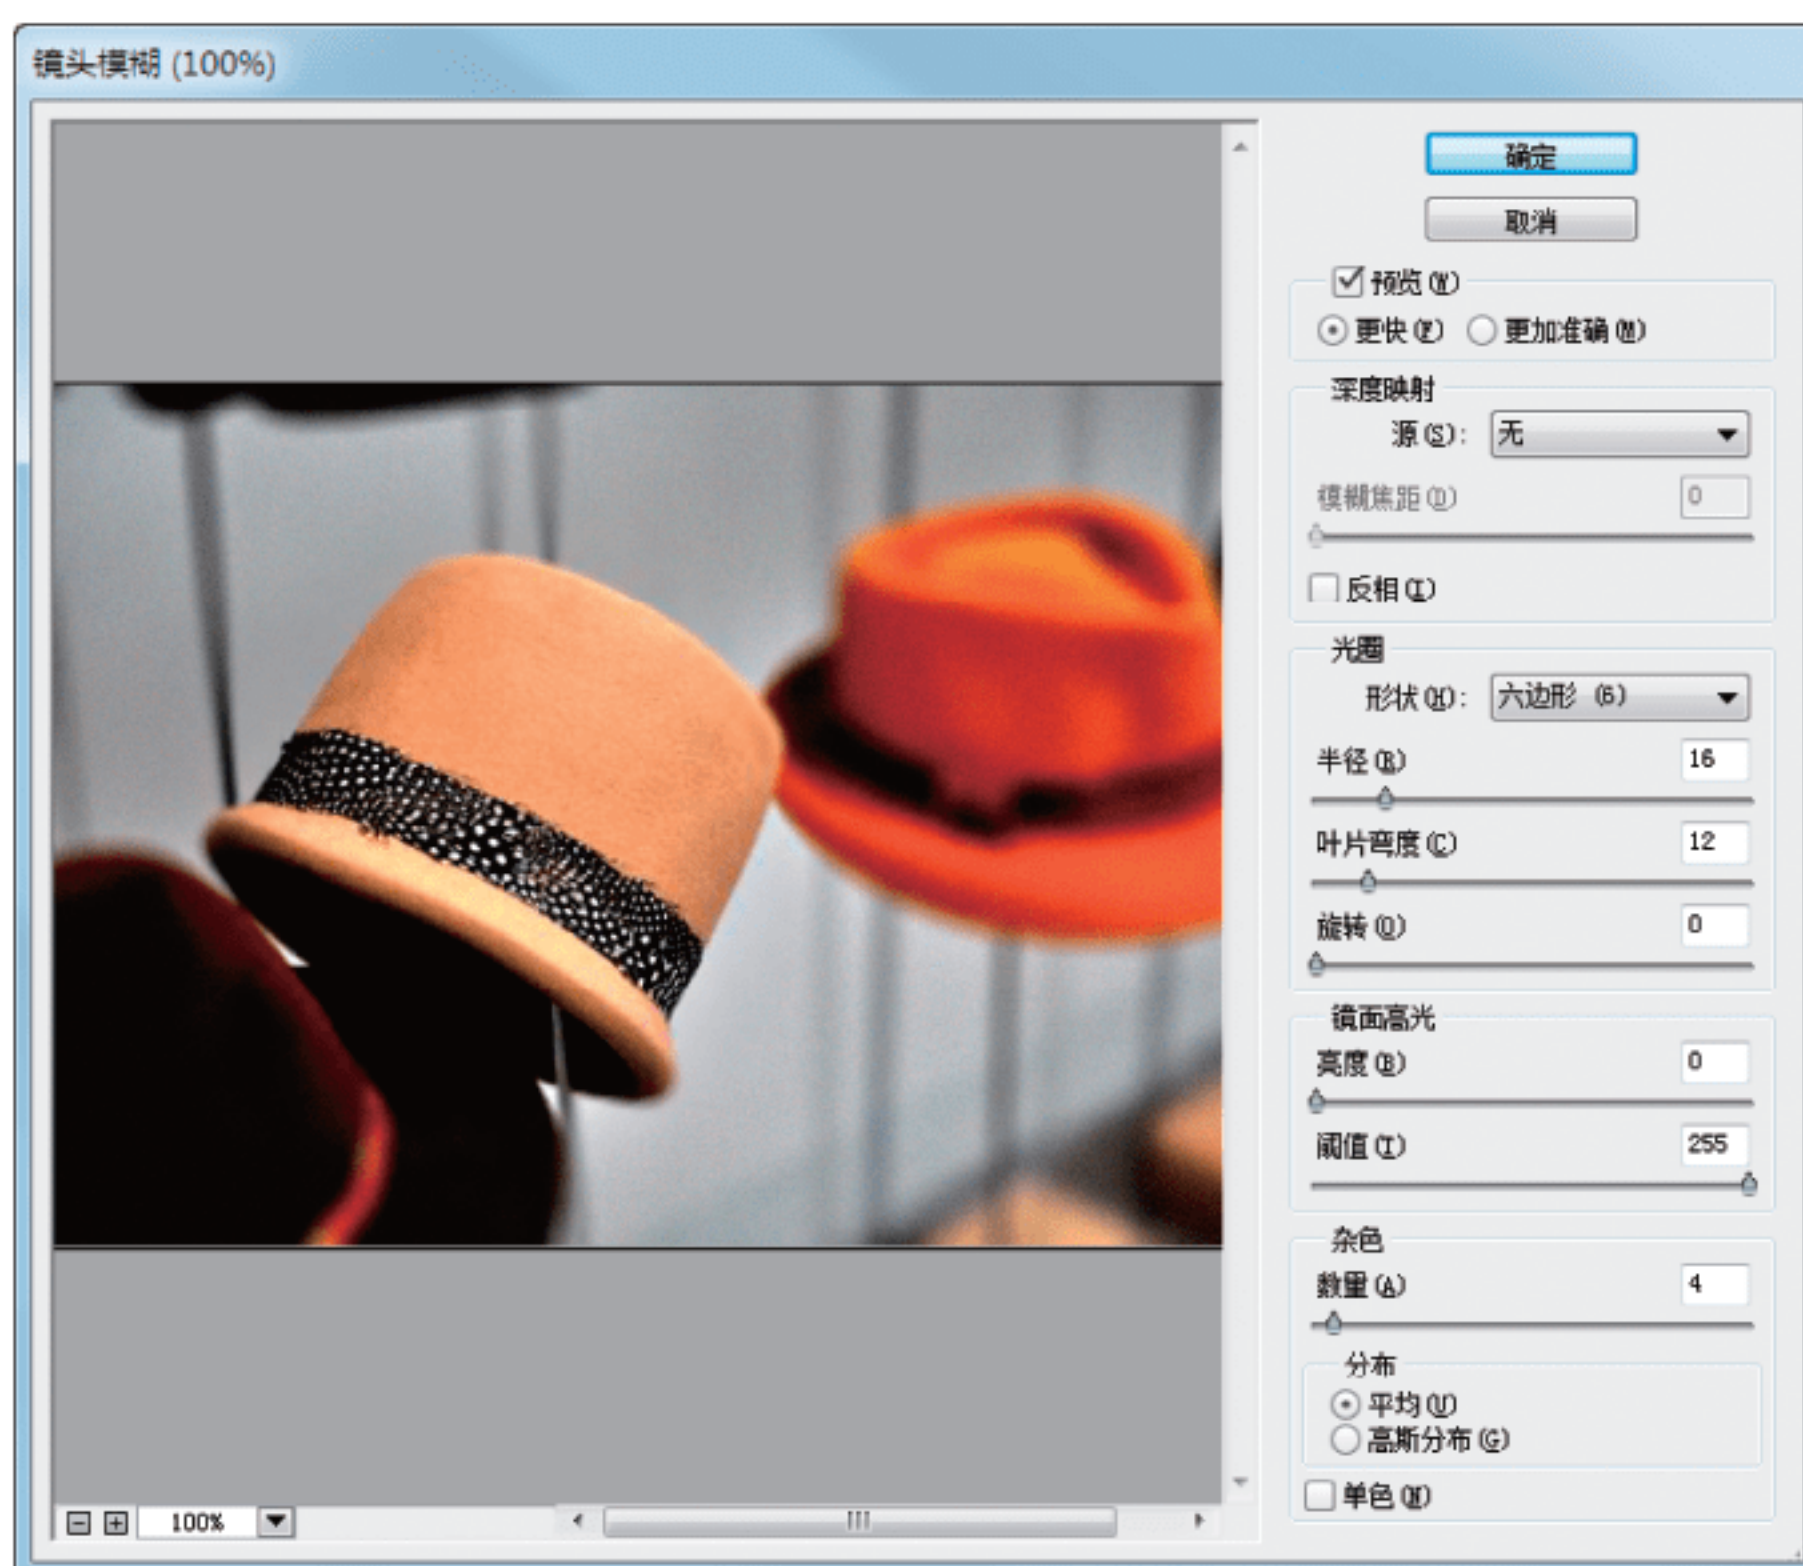 镜头模糊 (100%)
确定
取消
预览(W)
更快(F) 更加准确(M)
深度映射
源(S): 无
模糊焦距(D) 0
反相(I)
光圈
形状(H): 六边形 (6)
半径(R) 16
叶片弯度(C) 12
旋转(O) 0
镜面高光
亮度(B) 0
阈值(T) 255
杂色
数量(A) 4
分布
平均(U)
高斯分布(G)
单色(N)
100%